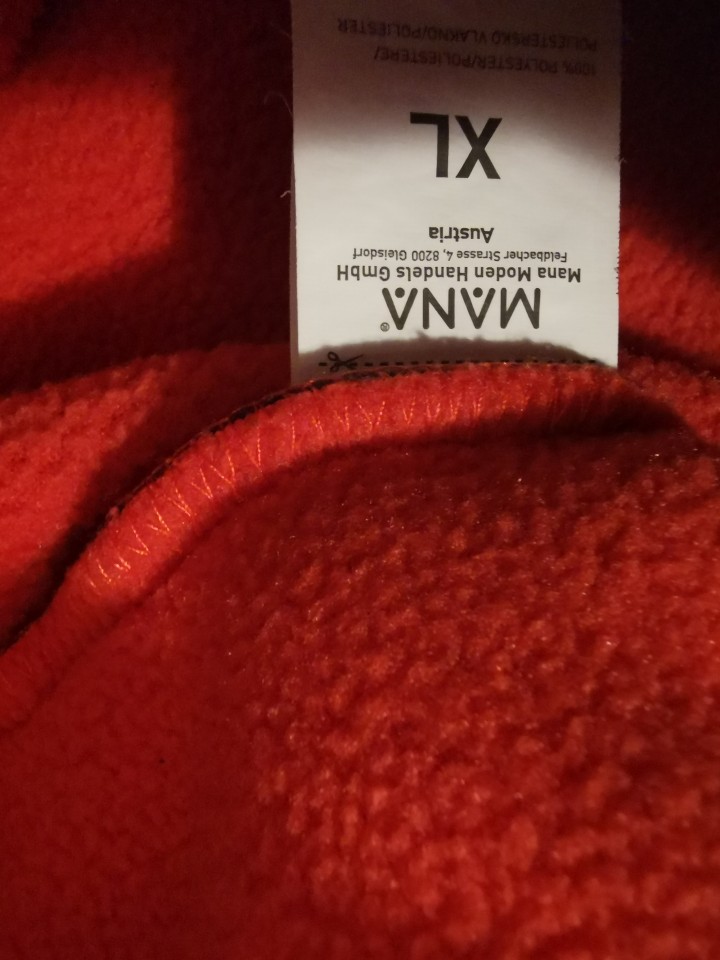 MANA®
Mana Moden Handels GmbH
Feldbacher Strasse 4, 8200 Gleisdorf
Austria
XL
100% POLYESTER/POLIESTERE/
POLIESTERSKO VLAKNO/POLIESTER